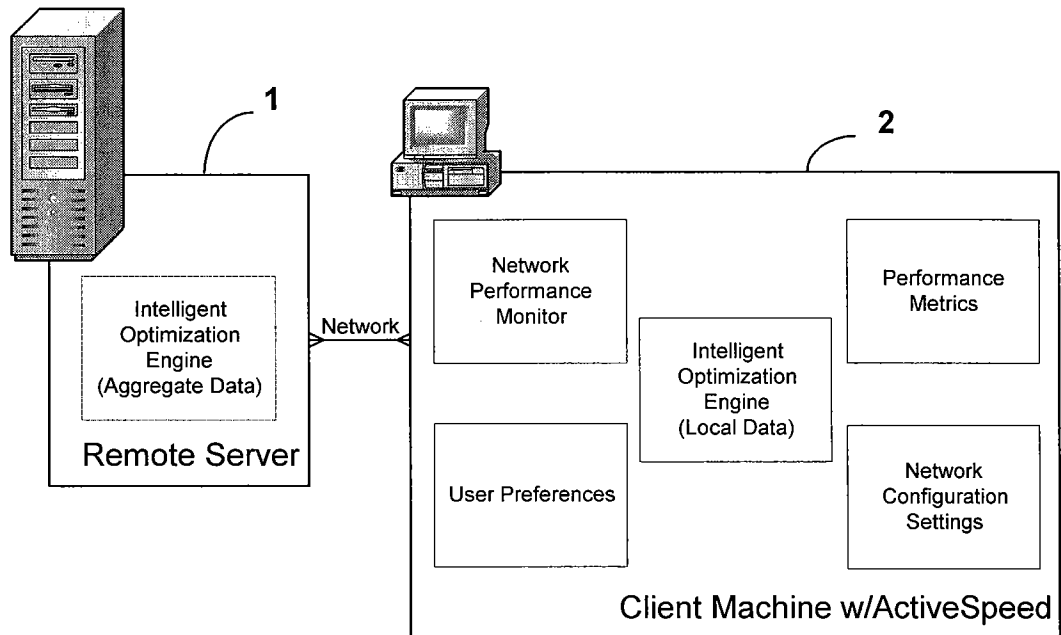 1
2
Intelligent
Optimization
Engine
(Aggregate Data)
Remote Server
Network
Network
Performance
Monitor
Performance
Metrics
Intelligent
Optimization
Engine
(Local Data)
User Preferences
Network
Configuration
Settings
Client Machine w/ActiveSpeed